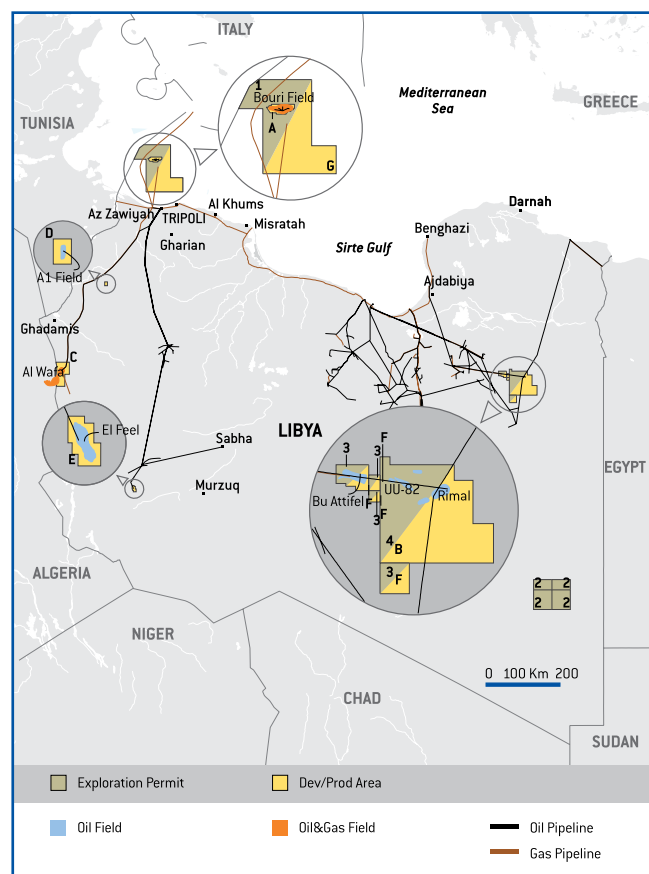 ITALY
1
Bouri Field
A
G
Mediterranean
Sea
GREECE
TUNISIA
Az Zawiyah
TRIPOLI
Al Khums
Misratah
Gharian
Darnah
Benghazi
Sirte Gulf
Ajdabiya
D
A1 Field
Ghadamis
C
Al Wafa
El Feel
E
LIBYA
Sabha
Murzuq
F
3
3
UU-82
Rimal
Bu Attifel
F
F
3
4
B
3
F
EGYPT
ALGERIA
2 2
2 2
NIGER
0 100 Km 200
CHAD
SUDAN
Exploration Permit
Dev/Prod Area
Oil Field
Oil&Gas Field
Oil Pipeline
Gas Pipeline